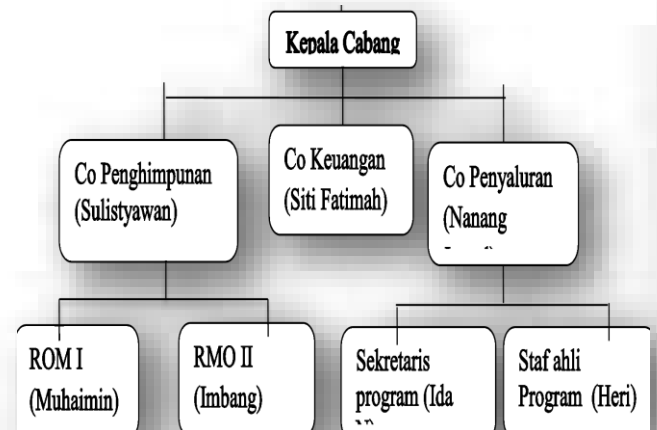 Kepala Cabang
Co Penghimpunan
(Sulistyawan)
Co Keuangan
(Siti Fatimah)
Co Penyaluran
(Nanang
ROM I
(Muhaimin)
RMO II
(Imbang)
Sekretaris
program (Ida
Staf ahli
Program (Heri)